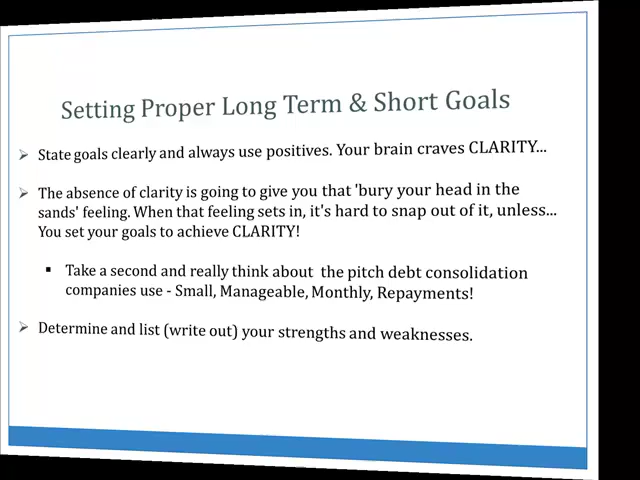 Setting Proper Long Term & Short Goals
State goals clearly and always use positives. Your brain craves CLARITY...
The absence of clarity is going to give you that 'bury your head in the
sands' feeling. When that feeling sets in, it's hard to snap out of it, unless...
You set your goals to achieve CLARITY!
Take a second and really think about the pitch debt consolidation
companies use - Small, Manageable, Monthly, Repayments!
Determine and list (write out) your strengths and weaknesses.